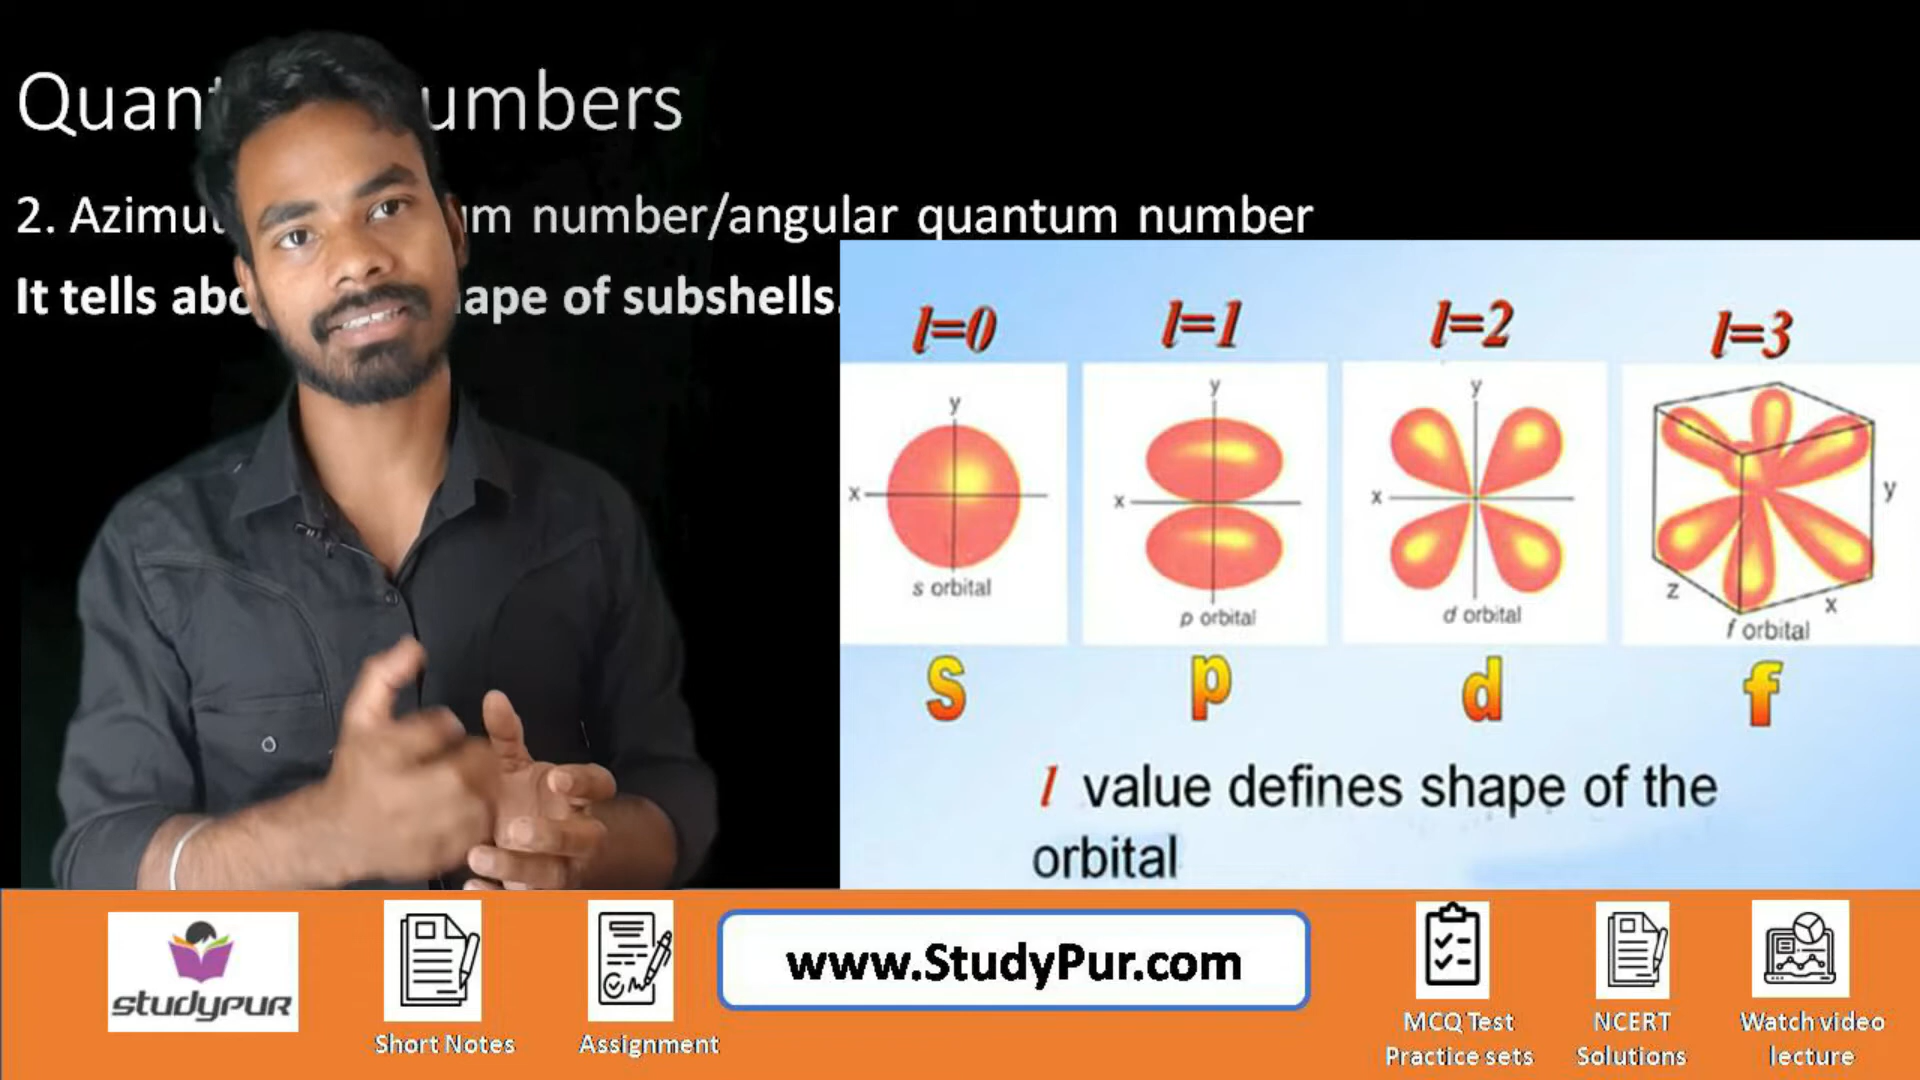 Quan umbers
2. Azimu um number/angular quantum number
It tells abo ape of subshells.
l=0 l=1 l=2 l=3
y y y
x x x y
z x
s orbital p orbital d orbital f orbital
s p d f
l value defines shape of the
orbital
studypur
Short Notes
Assignment
www.StudyPur.com
MCQ Test
Practice sets
NCERT
Solutions
Watch video
lecture